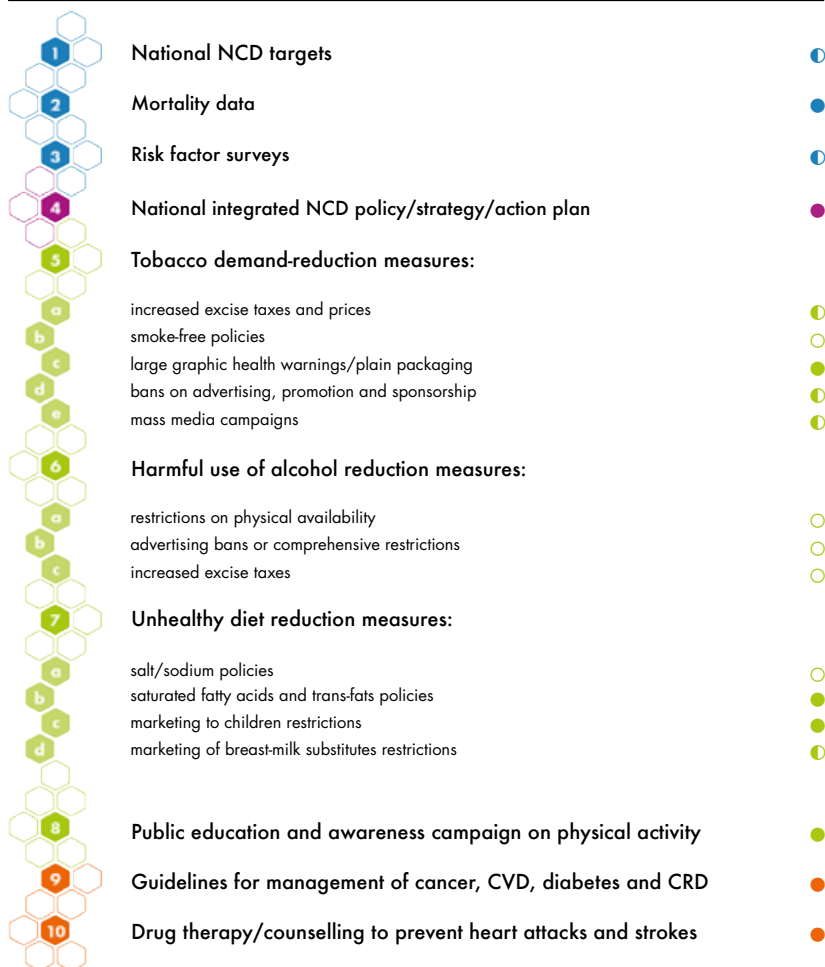 1 National NCD targets
2 Mortality data
3 Risk factor surveys
4 National integrated NCD policy/strategy/action plan
5 Tobacco demand-reduction measures:
a increased excise taxes and prices
b smoke-free policies
c large graphic health warnings/plain packaging
d bans on advertising, promotion and sponsorship
e mass media campaigns
6 Harmful use of alcohol reduction measures:
a restrictions on physical availability
b advertising bans or comprehensive restrictions
c increased excise taxes
7 Unhealthy diet reduction measures:
a salt/sodium policies
b saturated fatty acids and trans-fats policies
c marketing to children restrictions
d marketing of breast-milk substitutes restrictions
8 Public education and awareness campaign on physical activity
9 Guidelines for management of cancer, CVD, diabetes and CRD
10 Drug therapy/counselling to prevent heart attacks and strokes